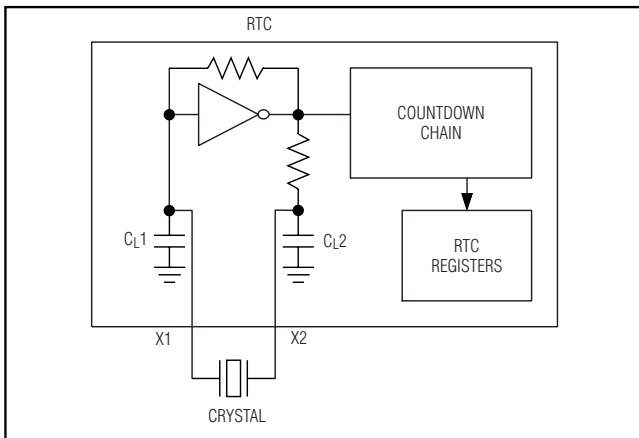 RTC
COUNTDOWN
CHAIN
CL1
CL2
RTC
REGISTERS
X1
X2
CRYSTAL